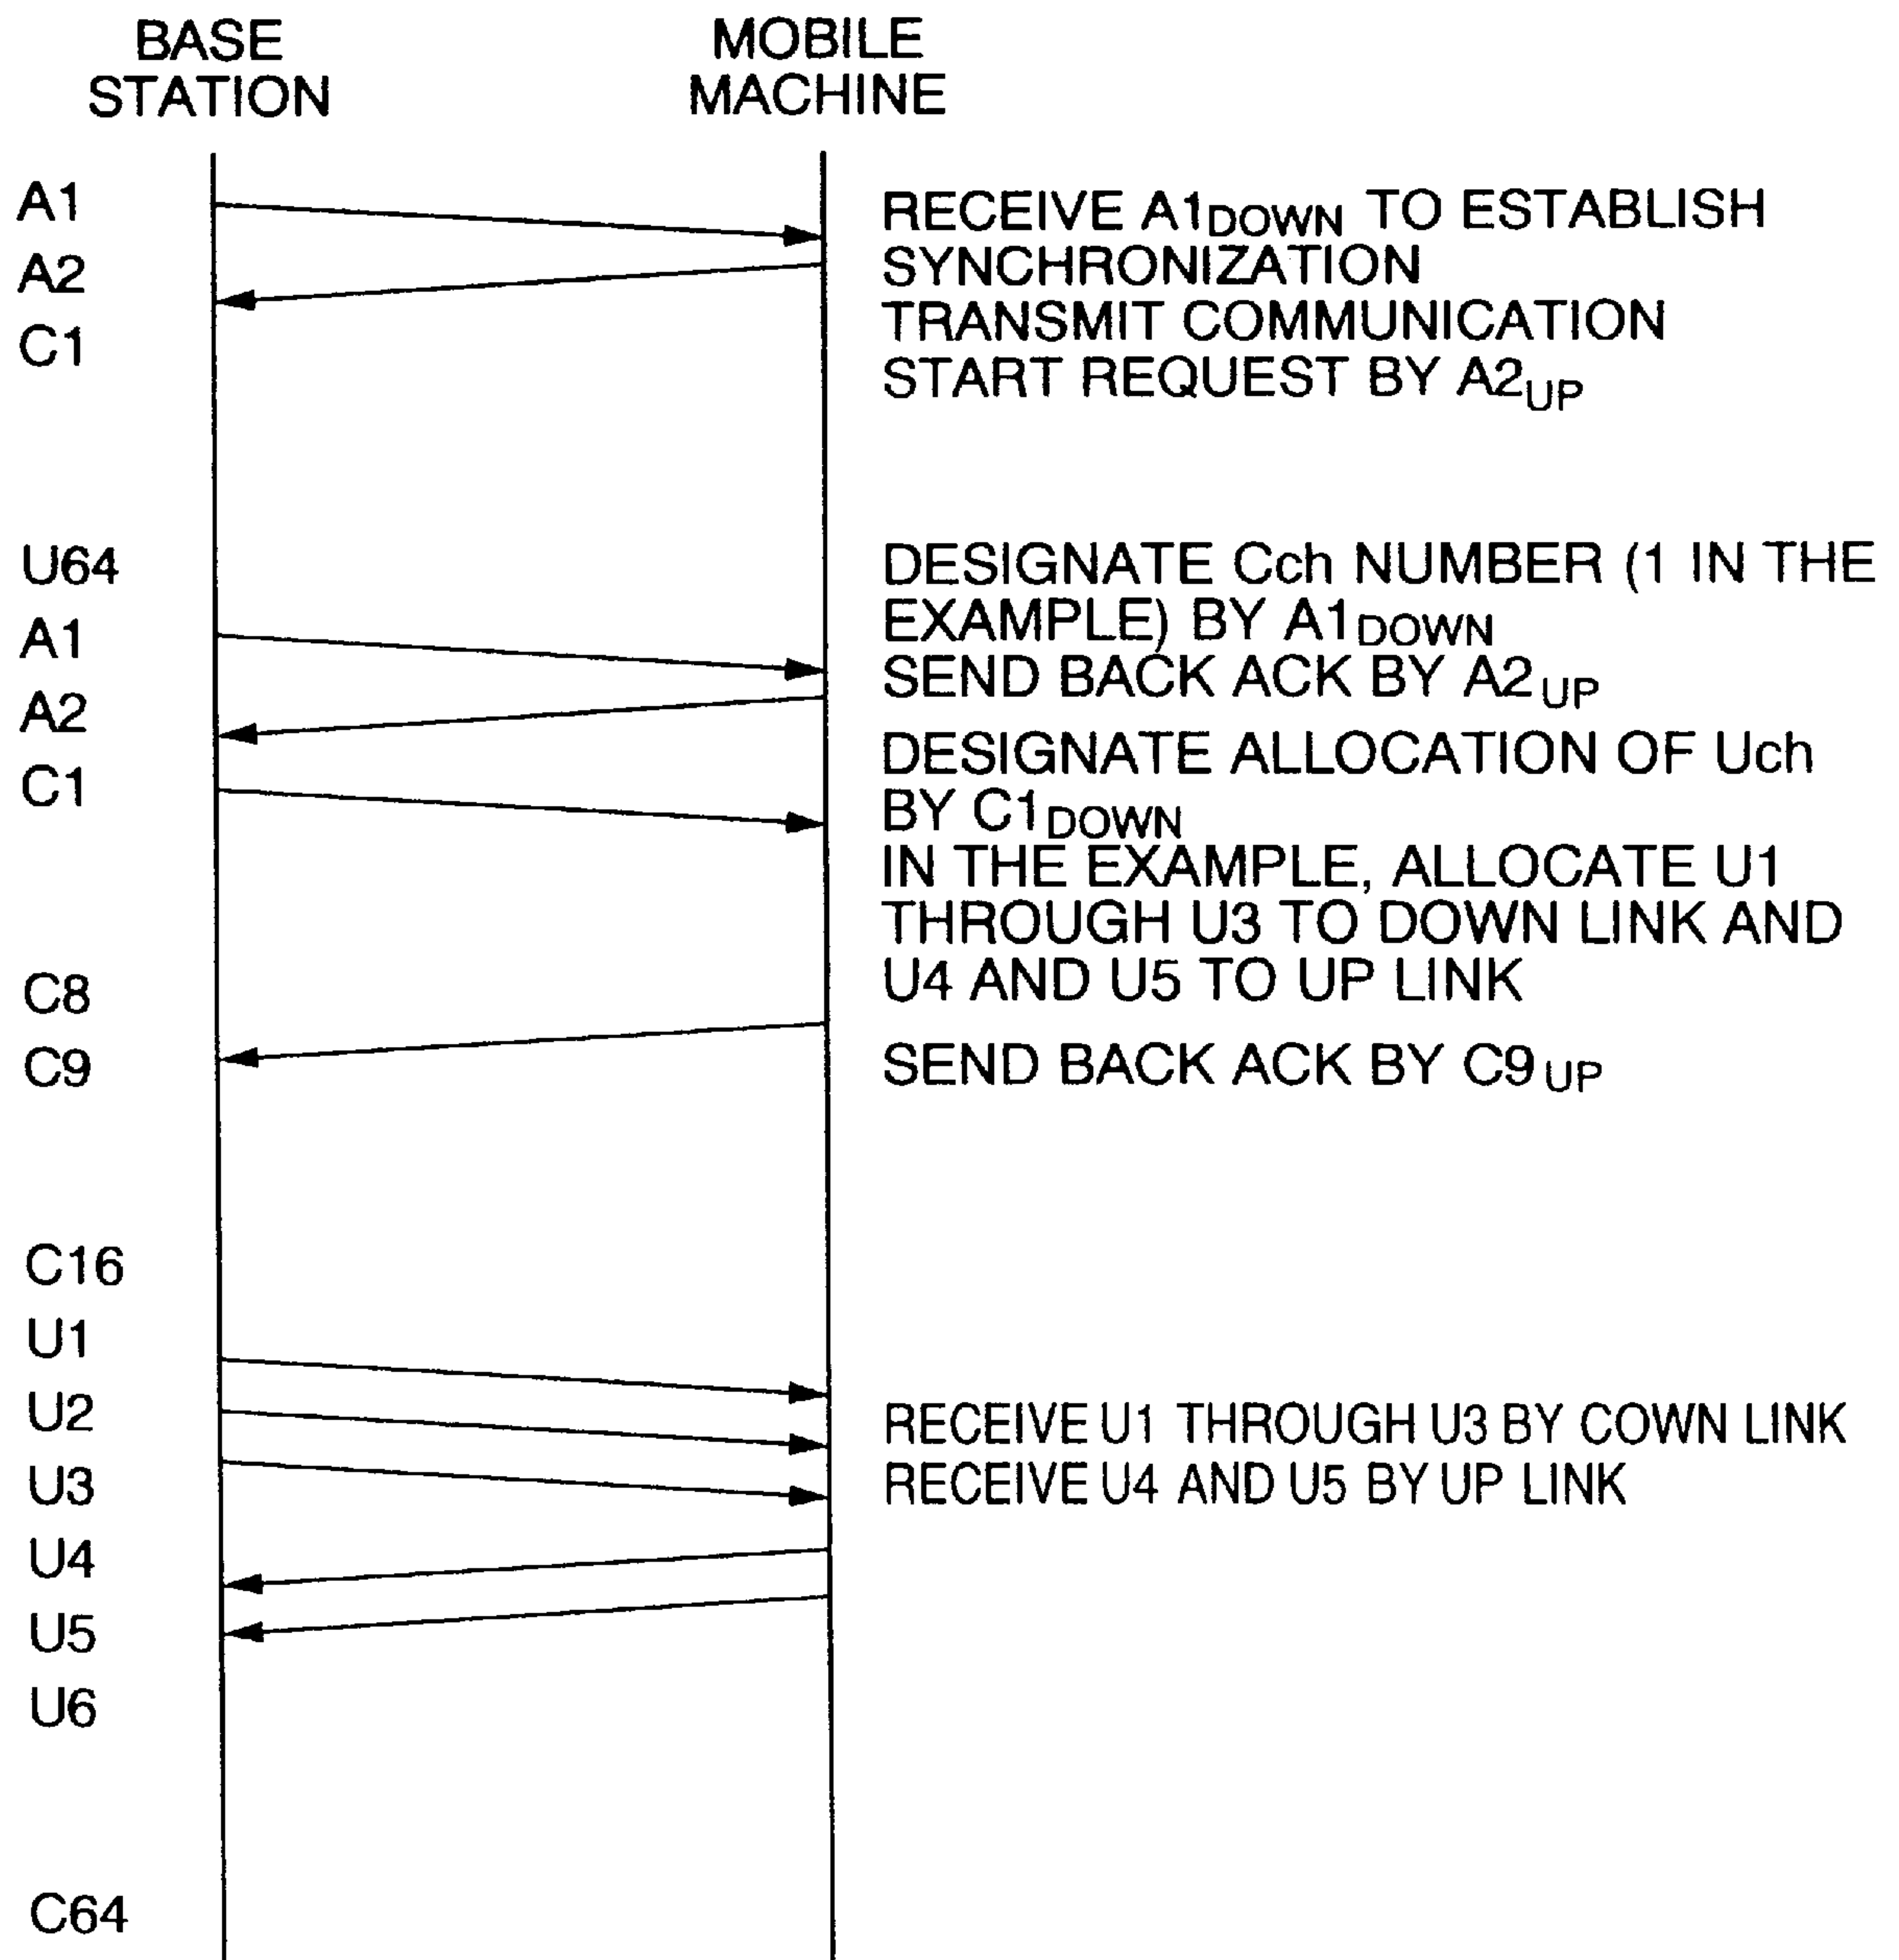 BASE
STATION
MOBILE
MACHINE
A1
A2
C1
RECEIVE A1DOWN TO ESTABLISH
SYNCHRONIZATION
TRANSMIT COMMUNICATION
START REQUEST BY A2UP
U64
A1
A2
C1
DESIGNATE Cch NUMBER (1 IN THE
EXAMPLE) BY A1DOWN
SEND BACK ACK BY A2UP
DESIGNATE ALLOCATION OF Uch
BY C1DOWN
IN THE EXAMPLE, ALLOCATE U1
THROUGH U3 TO DOWN LINK AND
U4 AND U5 TO UP LINK
C8
C9
SEND BACK ACK BY C9UP
C16
U1
U2
U3
RECEIVE U1 THROUGH U3 BY COWN LINK
RECEIVE U4 AND U5 BY UP LINK
U4
U5
U6
C64